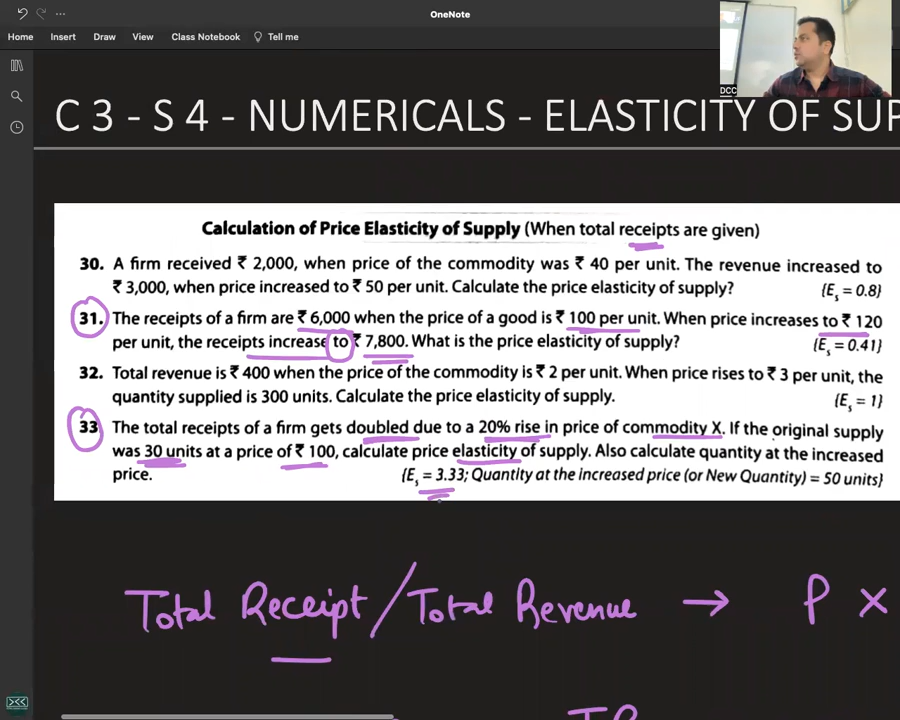 OneNote
Home Insert Draw View Class Notebook Tell me
DCC
C 3 - S 4 - NUMERICALS - ELASTICITY OF SUP
Calculation of Price Elasticity of Supply (When total receipts are given)
30. A firm received ₹ 2,000, when price of the commodity was ₹ 40 per unit. The revenue increased to
₹ 3,000, when price increased to ₹ 50 per unit. Calculate the price elasticity of supply? {Es = 0.8}
31. The receipts of a firm are ₹ 6,000 when the price of a good is ₹ 100 per unit. When price increases to ₹ 120
per unit, the receipts increase to ₹ 7,800. What is the price elasticity of supply? {Es = 0.41}
32. Total revenue is ₹ 400 when the price of the commodity is ₹ 2 per unit. When price rises to ₹ 3 per unit, the
quantity supplied is 300 units. Calculate the price elasticity of supply. {Es = 1}
33. The total receipts of a firm gets doubled due to a 20% rise in price of commodity X. If the original supply
was 30 units at a price of ₹ 100, calculate price elasticity of supply. Also calculate quantity at the increased
price. {Es = 3.33; Quantity at the increased price (or New Quantity) = 50 units}
Total Receipt / Total Revenue → P ×